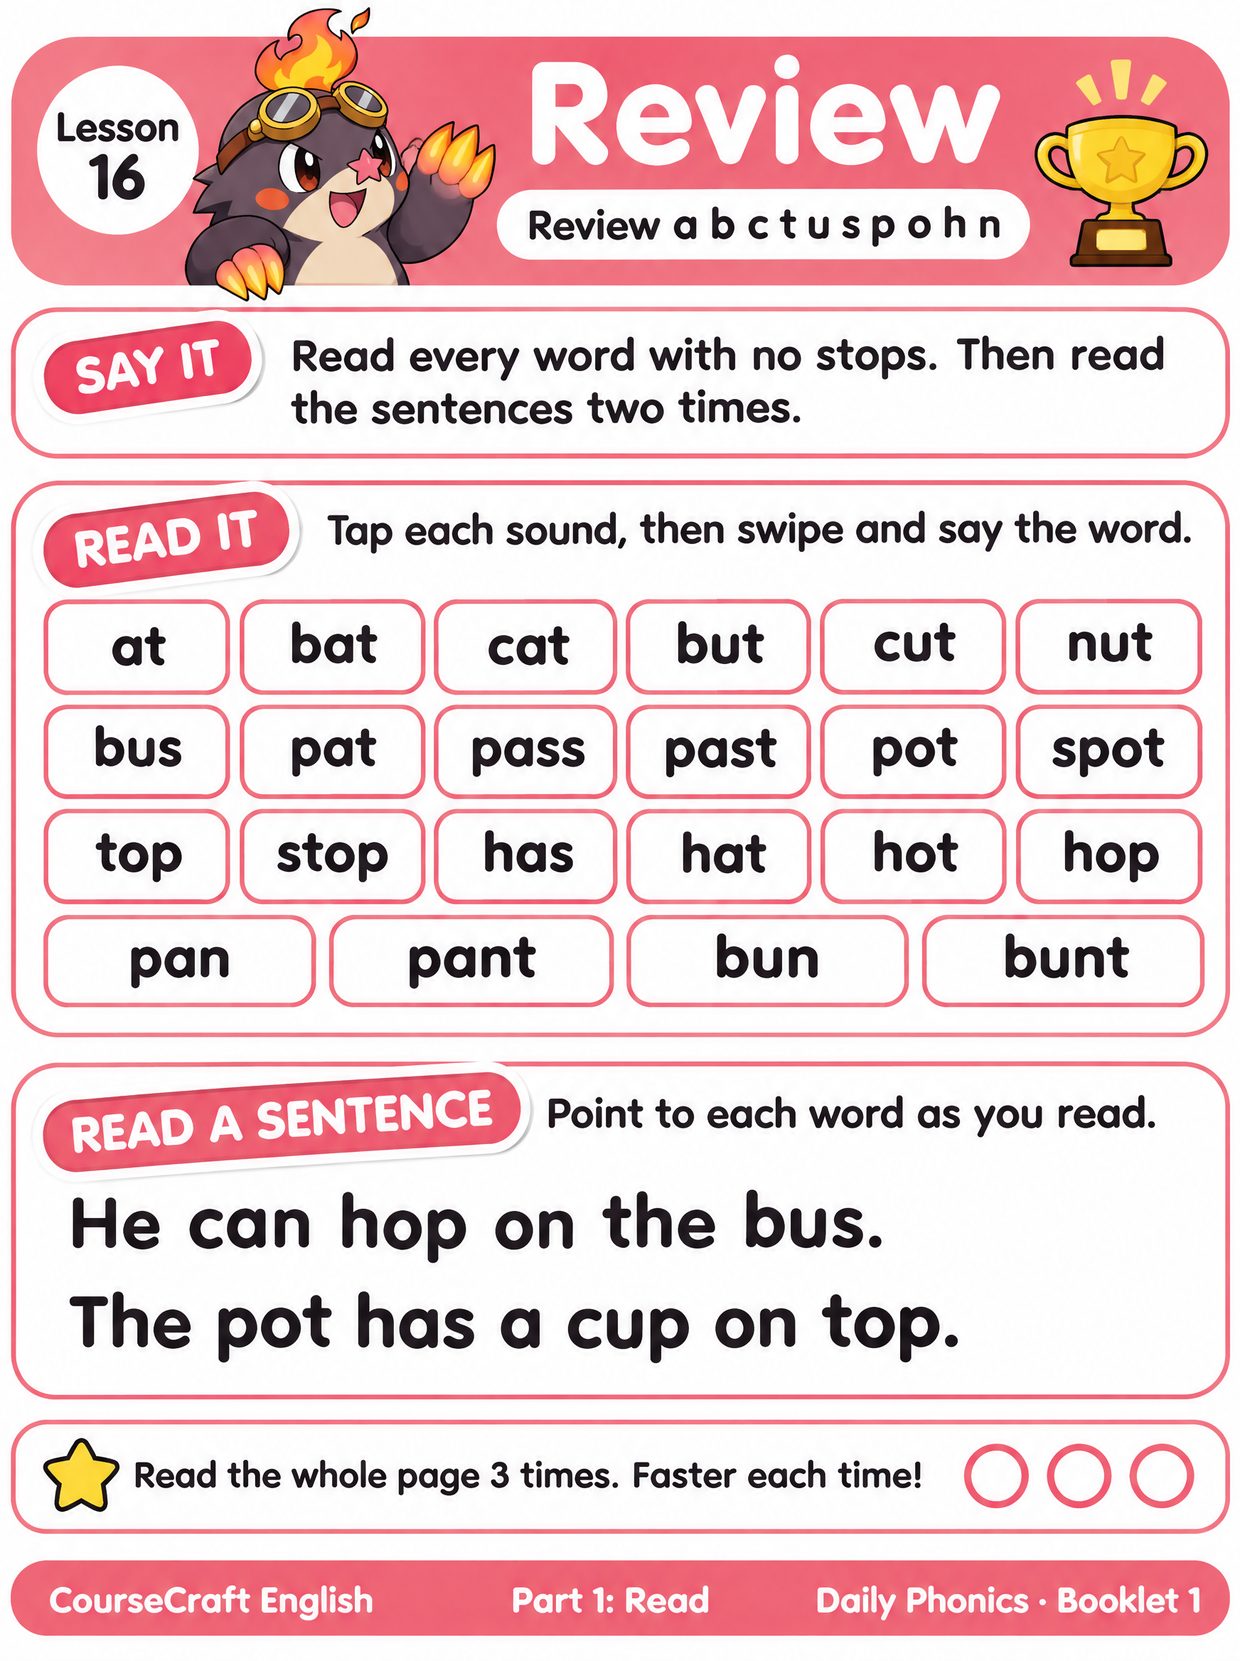 Lesson
16
Review
Review a b c t u s p o h n
SAY IT
Read every word with no stops. Then read
the sentences two times.
READ IT
Tap each sound, then swipe and say the word.
at bat cat but cut nut
bus pat pass past pot spot
top stop has hat hot hop
pan pant bun bunt
READ A SENTENCE
Point to each word as you read.
He can hop on the bus.
The pot has a cup on top.
Read the whole page 3 times. Faster each time!
CourseCraft English Part 1: Read Daily Phonics · Booklet 1